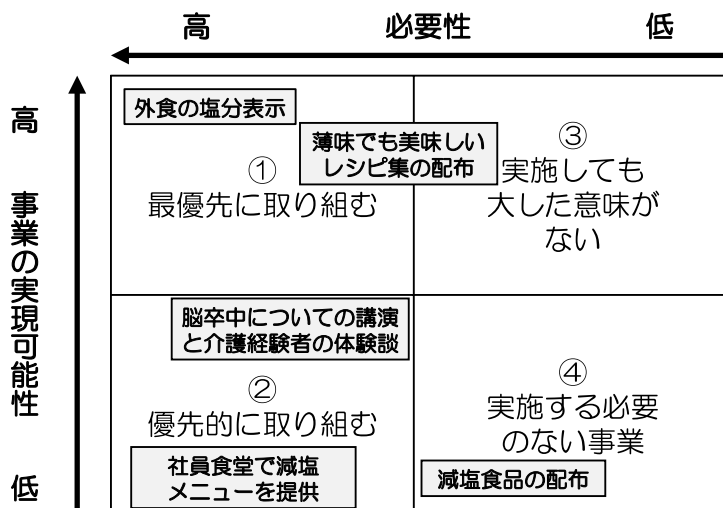 高 必要性 低
高
事業の実現可能性
低
外食の塩分表示
薄味でも美味しい
レシピ集の配布
①
最優先に取り組む
③
実施しても
大した意味が
ない
脳卒中についての講演
と介護経験者の体験談
②
優先的に取り組む
社員食堂で減塩
メニューを提供
④
実施する必要
のない事業
減塩食品の配布